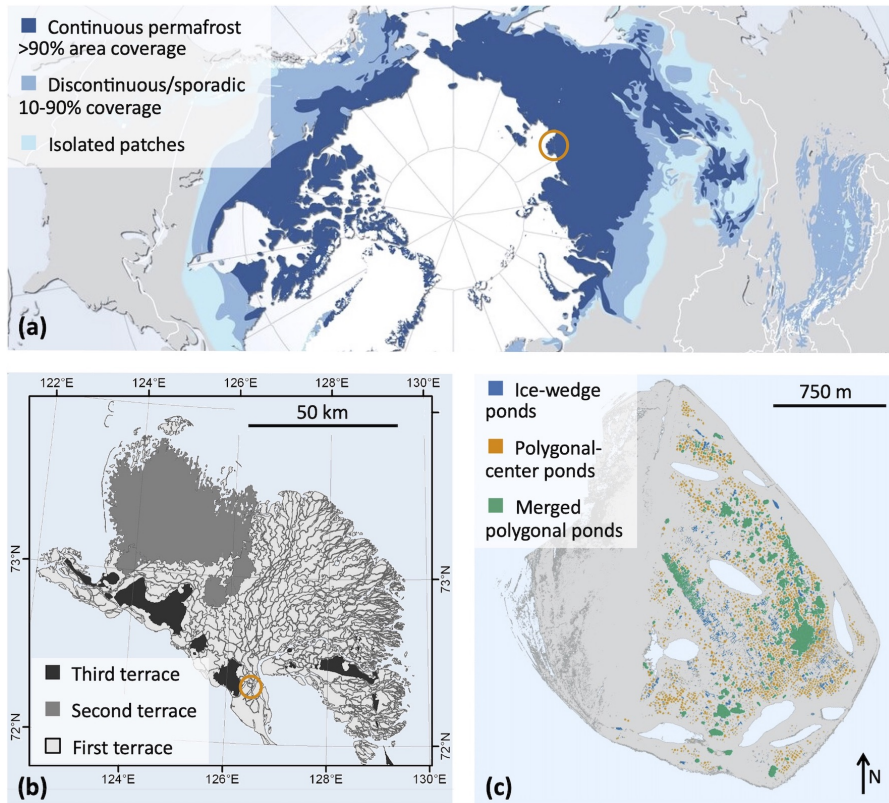 Continuous permafrost
>90% area coverage
Discontinuous/sporadic
10-90% coverage
Isolated patches
(a)
122°E 124°E 126°E 128°E 130°E
50 km
73°N
73°N
Third terrace
Second terrace
First terrace
72°N
72°N
(b)
124°E 126°E 128°E 130°E
Ice-wedge
ponds
750 m
Polygonal-
center ponds
Merged
polygonal ponds
N
(c)